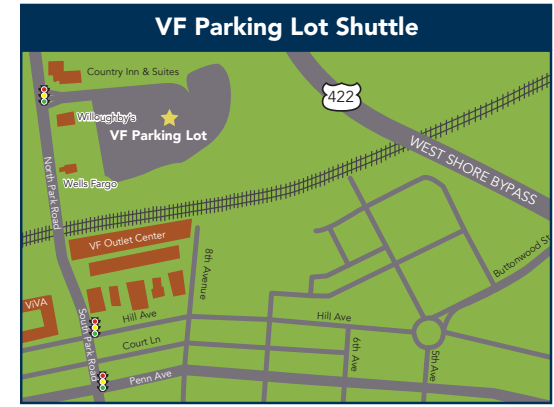 VF Parking Lot Shuttle
Country Inn & Suites
422
Willoughby's
VF Parking Lot
WEST SHORE BYPASS
North Park Road
Wells Fargo
VF Outlet Center
8th Avenue
Buttonwood St
ViVA
South Park Road
Hill Ave
Hill Ave
Court Ln
6th Ave
5th Ave
Penn Ave